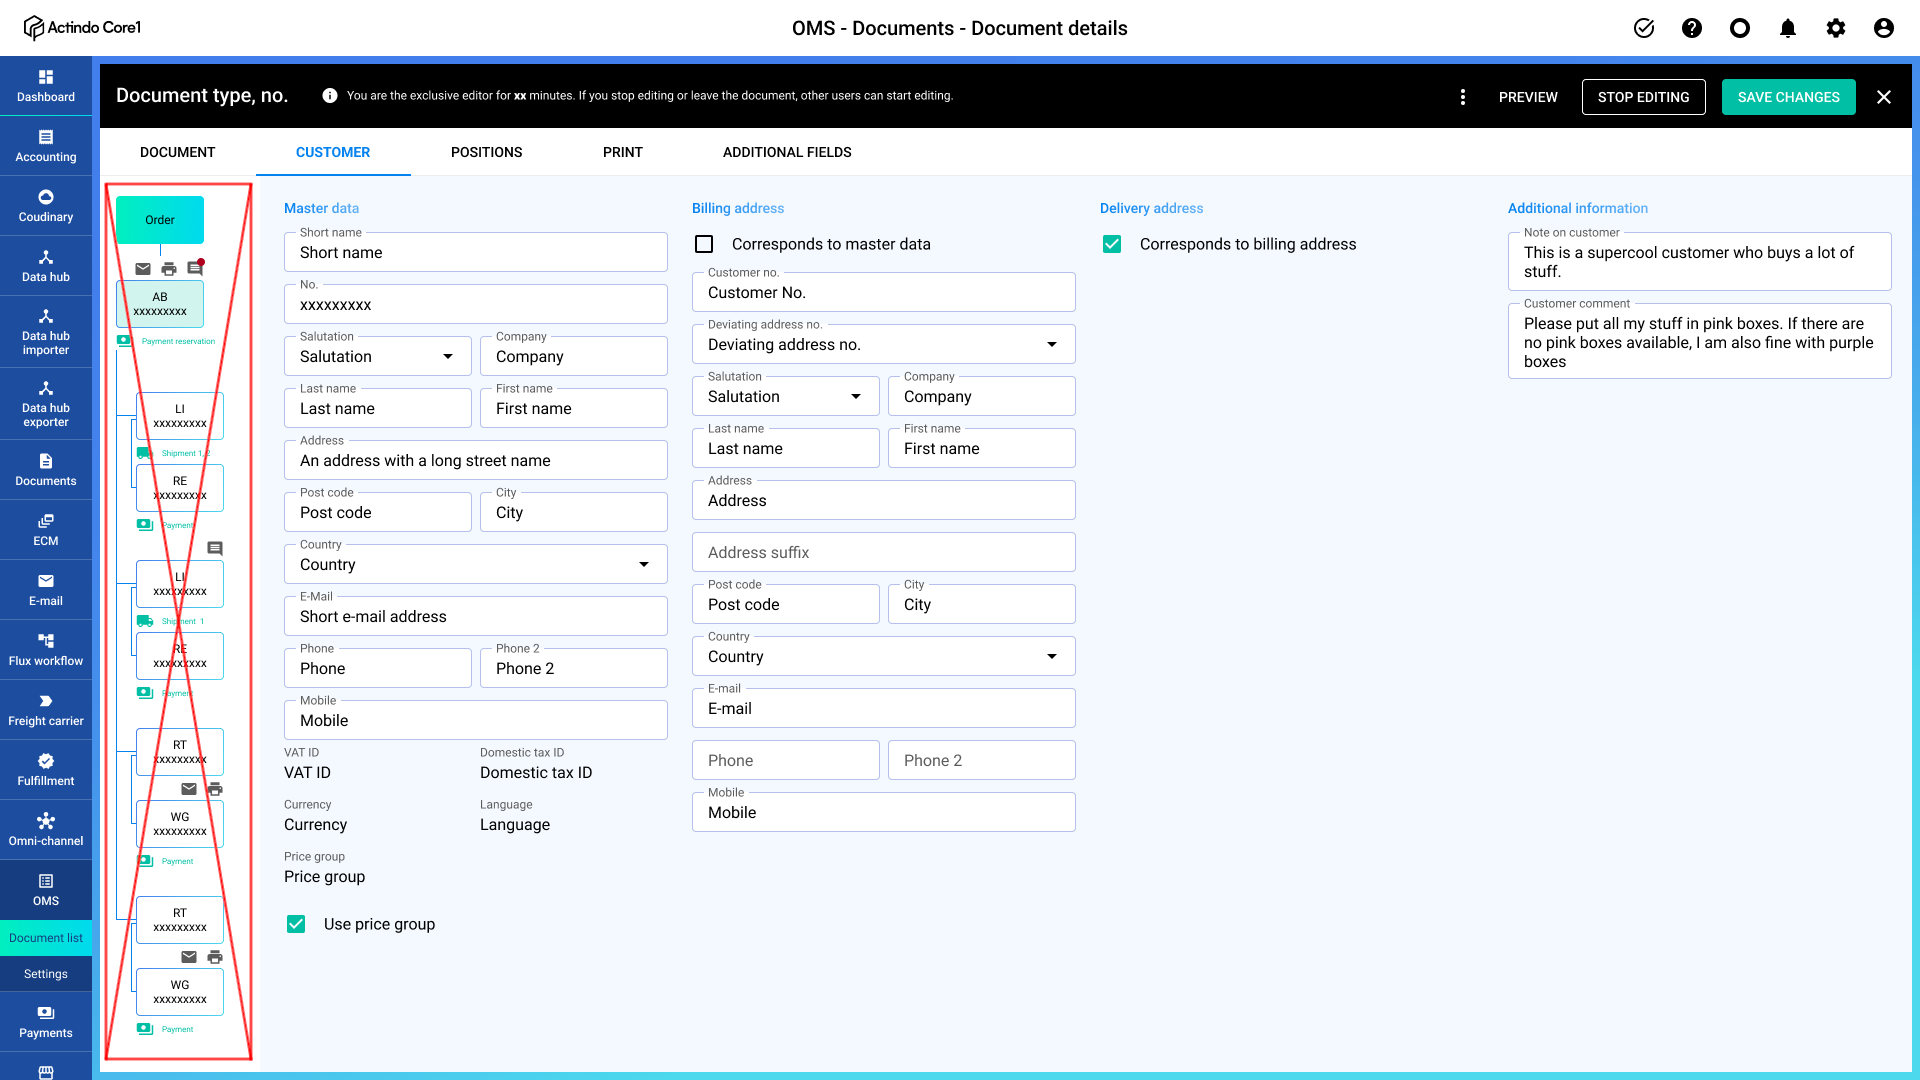 Actindo Core1
OMS - Documents - Document details
Dashboard
Accounting
Coudinary
Data hub
Data hub
importer
Data hub
exporter
Documents
ECM
E-mail
Flux workflow
Freight carrier
Fulfillment
Omni-channel
OMS
Document list
Settings
Payments
Document type, no.
You are the exclusive editor for xx minutes. If you stop editing or leave the document, other users can start editing.
PREVIEW
STOP EDITING
SAVE CHANGES
DOCUMENT
CUSTOMER
POSITIONS
PRINT
ADDITIONAL FIELDS
Order
AB
xxxxxxxxx
Payment reservation
LI
xxxxxxxxx
Shipment 1, 2
RE
xxxxxxxxx
Payment
LI
xxxxxxxxx
Shipment 1
RE
xxxxxxxxx
Payment
RT
xxxxxxxxx
WG
xxxxxxxxx
Payment
RT
xxxxxxxxx
WG
xxxxxxxxx
Payment
Master data
Short name
Short name
No.
xxxxxxxxx
Salutation
Salutation
Company
Company
Last name
Last name
First name
First name
Address
An address with a long street name
Post code
Post code
City
City
Country
Country
E-Mail
Short e-mail address
Phone
Phone
Phone 2
Phone 2
Mobile
Mobile
VAT ID
VAT ID
Domestic tax ID
Domestic tax ID
Currency
Currency
Language
Language
Price group
Price group
Use price group
Billing address
Corresponds to master data
Customer no.
Customer No.
Deviating address no.
Deviating address no.
Salutation
Salutation
Company
Company
Last name
Last name
First name
First name
Address
Address
Address suffix
Post code
Post code
City
City
Country
Country
E-mail
E-mail
Phone
Phone 2
Mobile
Mobile
Delivery address
Corresponds to billing address
Additional information
Note on customer
This is a supercool customer who buys a lot of
stuff.
Customer comment
Please put all my stuff in pink boxes. If there are
no pink boxes available, I am also fine with purple
boxes